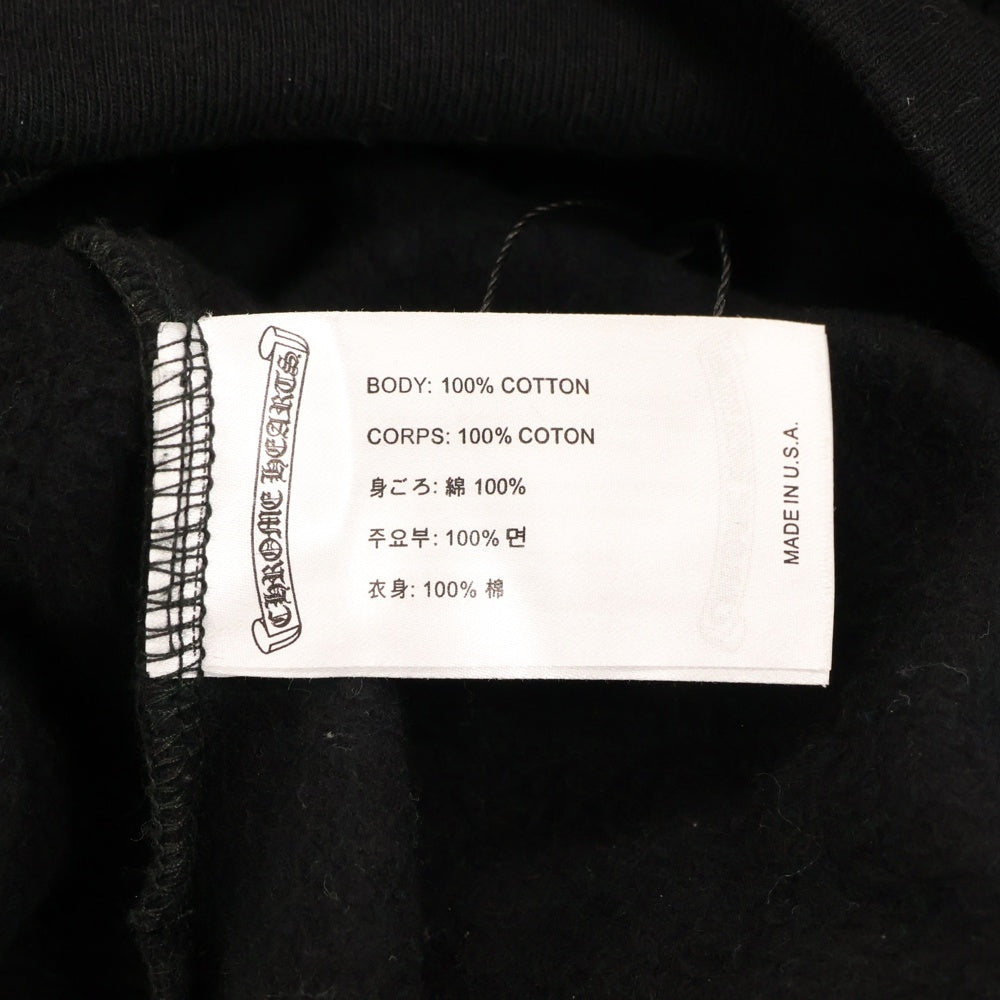 CHROME HEARTS
BODY: 100% COTTON
CORPS: 100% COTON
身ごろ: 綿 100%
주요부: 100% 면
衣身: 100% 棉
MADE IN U.S.A.